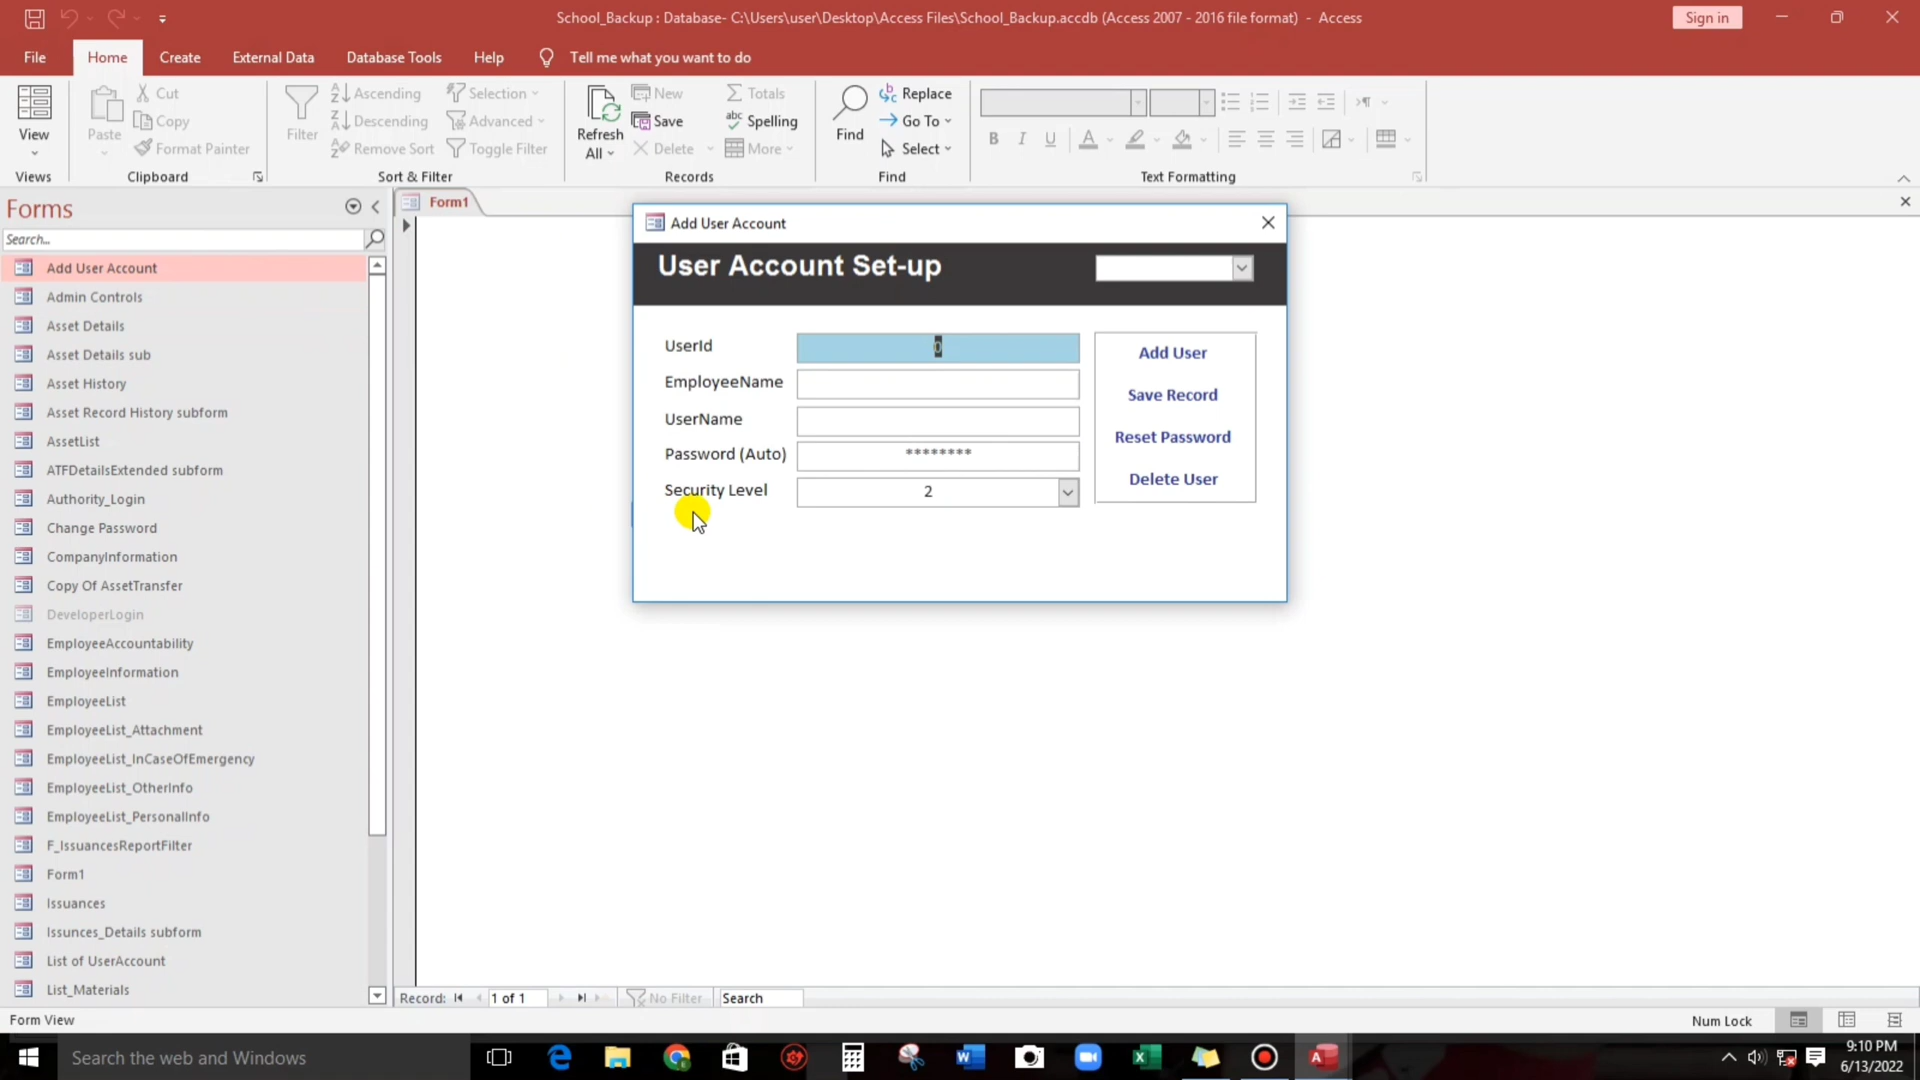 School_Backup : Database- C:\Users\user\Desktop\Access Files\School_Backup.accdb (Access 2007 - 2016 file format) - Access
Sign in
File Home Create External Data Database Tools Help Tell me what you want to do
View
Views
Paste
Cut
Copy
Format Painter
Clipboard
Filter
Ascending
Descending
Remove Sort
Selection
Advanced
Toggle Filter
Sort & Filter
Refresh
All
New
Save
Delete
Totals
Spelling
More
Records
Find
Replace
Go To
Select
Find
B I U
Text Formatting
Forms
Search...
Add User Account
Admin Controls
Asset Details
Asset Details sub
Asset History
Asset Record History subform
AssetList
ATFDetailsExtended subform
Authority_Login
Change Password
CompanyInformation
Copy Of AssetTransfer
DeveloperLogin
EmployeeAccountability
EmployeeInformation
EmployeeList
EmployeeList_Attachment
EmployeeList_InCaseOfEmergency
EmployeeList_OtherInfo
EmployeeList_PersonalInfo
F_IssuancesReportFilter
Form1
Issuances
Issunces_Details subform
List of UserAccount
List_Materials
Form1
Add User Account
User Account Set-up
UserId 0
EmployeeName
UserName
Password (Auto) ********
Security Level 2
Add User
Save Record
Reset Password
Delete User
Record: 1 of 1 No Filter Search
Form View
Num Lock
Search the web and Windows
9:10 PM
6/13/2022